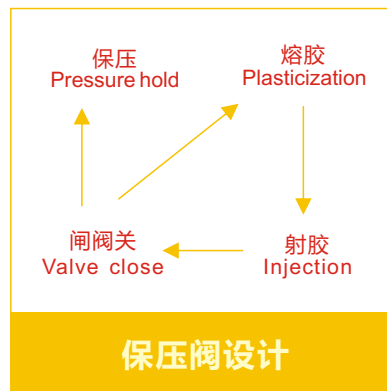 保压
Pressure hold
熔胶
Plasticization
闸阀关
Valve close
射胶
Injection
保压阀设计